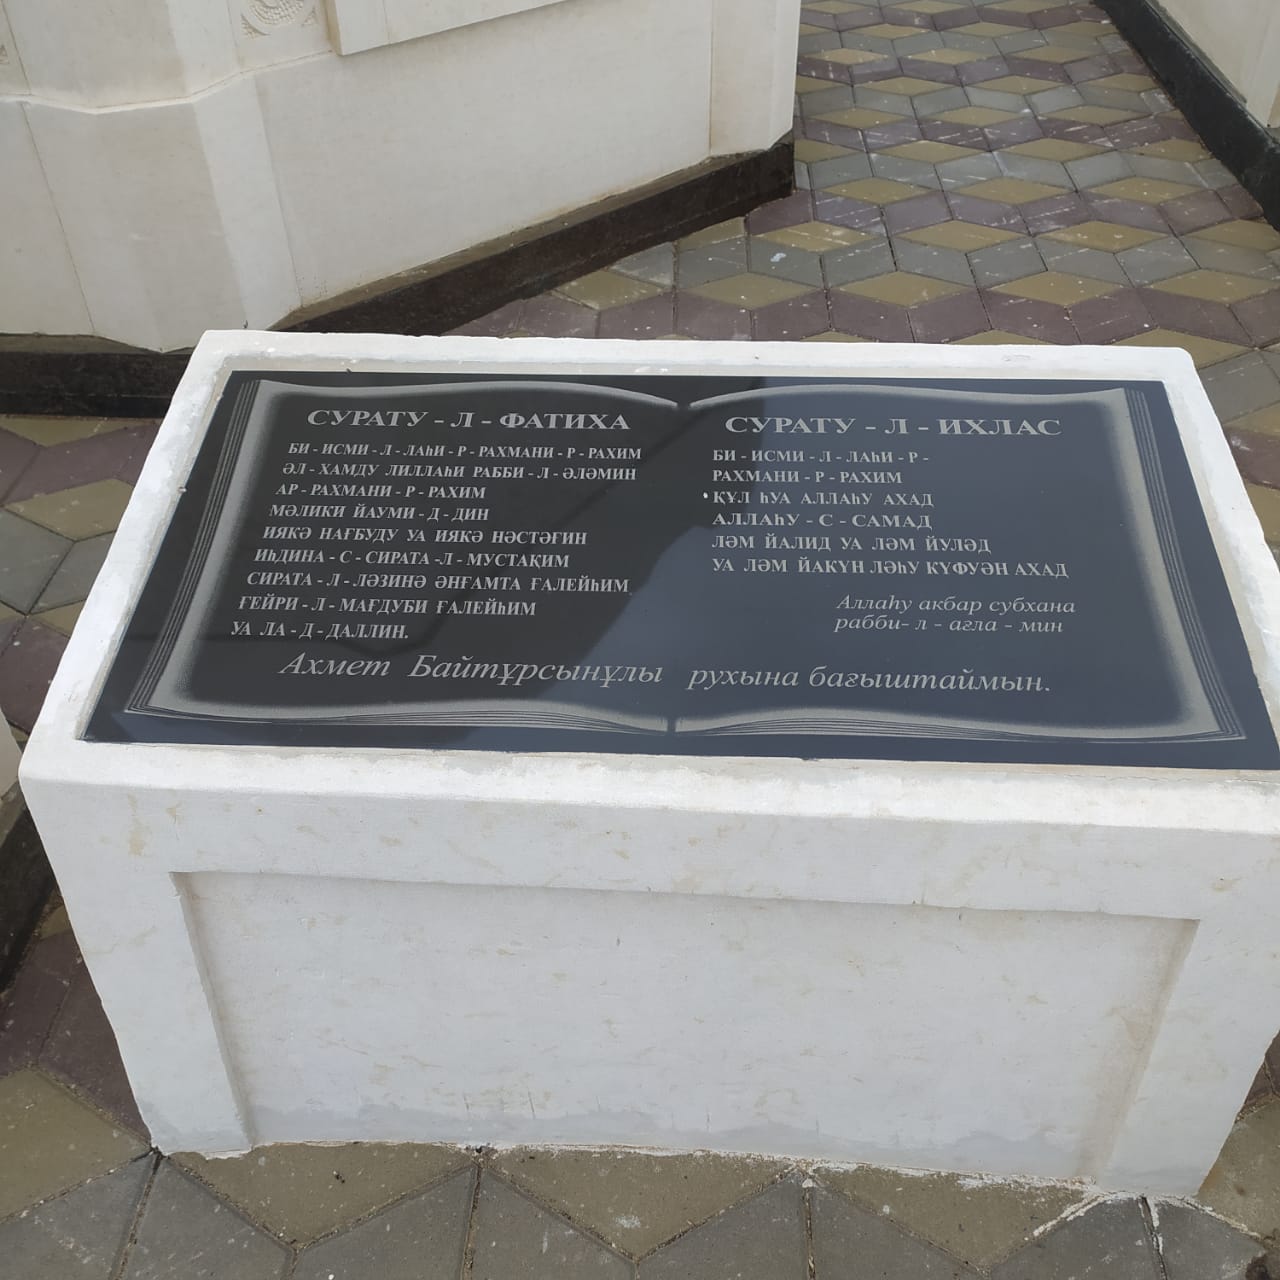 СУРАТУ - Л - ФАТИХА
БИ - ИСМИ - Л - ЛАҺИ - Р - РАХМАНИ - Р - РАХИМ
ӘЛ - ХАМДУ ЛИЛЛАҺИ РАББИ - Л - ӘЛӘМИН
АР - РАХМАНИ - Р - РАХИМ
МӘЛИКИ ЙАУМИ - Д - ДИН
ИЯКӘ НАҒБУДУ УА ИЯКӘ НӘСТӘҒИН
ИҺДИНА - С - СИРАТА - Л - МУСТАҚИМ
СИРАТА - Л - ЛӘЗИНӘ ӘНҒАМТА ҒАЛЕЙҺИМ
ҒЕЙРИ - Л - МАҒДУБИ ҒАЛЕЙҺИМ
УА ЛА - Д - ДАЛЛИН.
СУРАТУ - Л - ИХЛАС
БИ - ИСМИ - Л - ЛАҺИ - Р -
РАХМАНИ - Р - РАХИМ
ҚҰЛ ҺУА АЛЛАҺУ АХАД
АЛЛАҺУ - С - САМАД
ЛӘМ ЙАЛИД УА ЛӘМ ЙУЛӘД
УА ЛӘМ ЙАКҮН ЛӘҺУ КҮФУӘН АХАД
Аллаһу акбар субхана
рабби- л - ағла - мин
Ахмет Байтұрсынұлы рухына бағыштаймын.